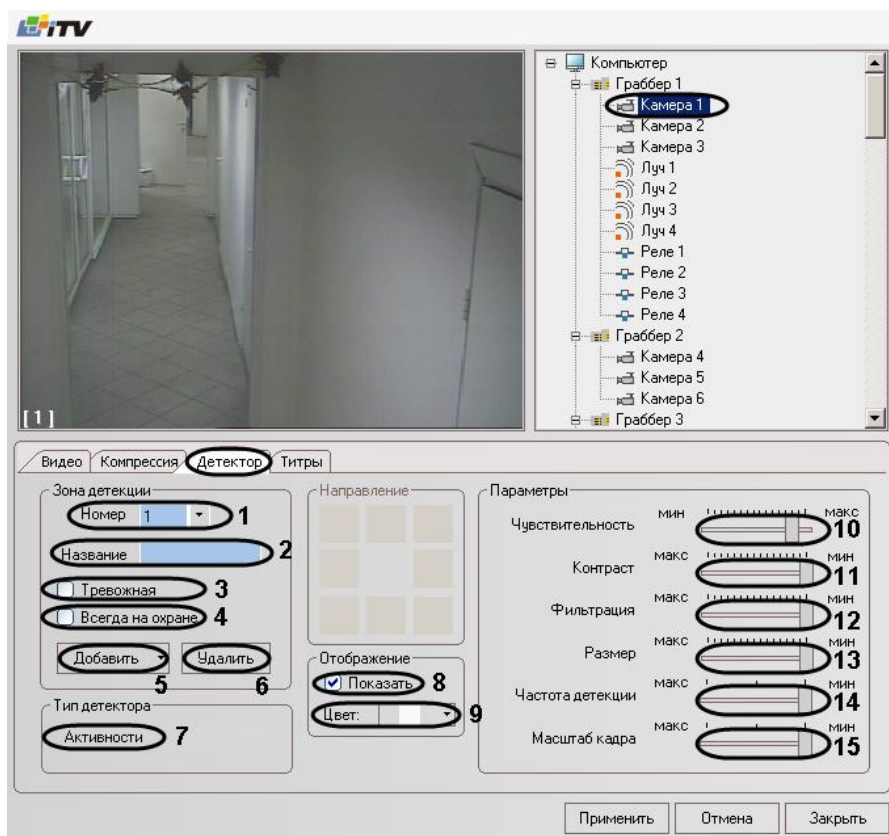 iTV
Компьютер
Граббер 1
Камера 1
Камера 2
Камера 3
Луч 1
Луч 2
Луч 3
Луч 4
Реле 1
Реле 2
Реле 3
Реле 4
Граббер 2
Камера 4
Камера 5
Камера 6
Граббер 3
[1]
Видео Компрессия Детектор Титры
Зона детекции
Номер 1 1
Название 2
Тревожная 3
Всегда на охране 4
Добавить Удалить
5 6
Тип детектора
Активности 7
Направление
Отображение
Показать 8
Цвет: 9
Параметры
Чувствительность мин макс 10
Контраст макс мин 11
Фильтрация макс мин 12
Размер макс мин 13
Частота детекции макс мин 14
Масштаб кадра макс мин 15
Применить Отмена Закрыть